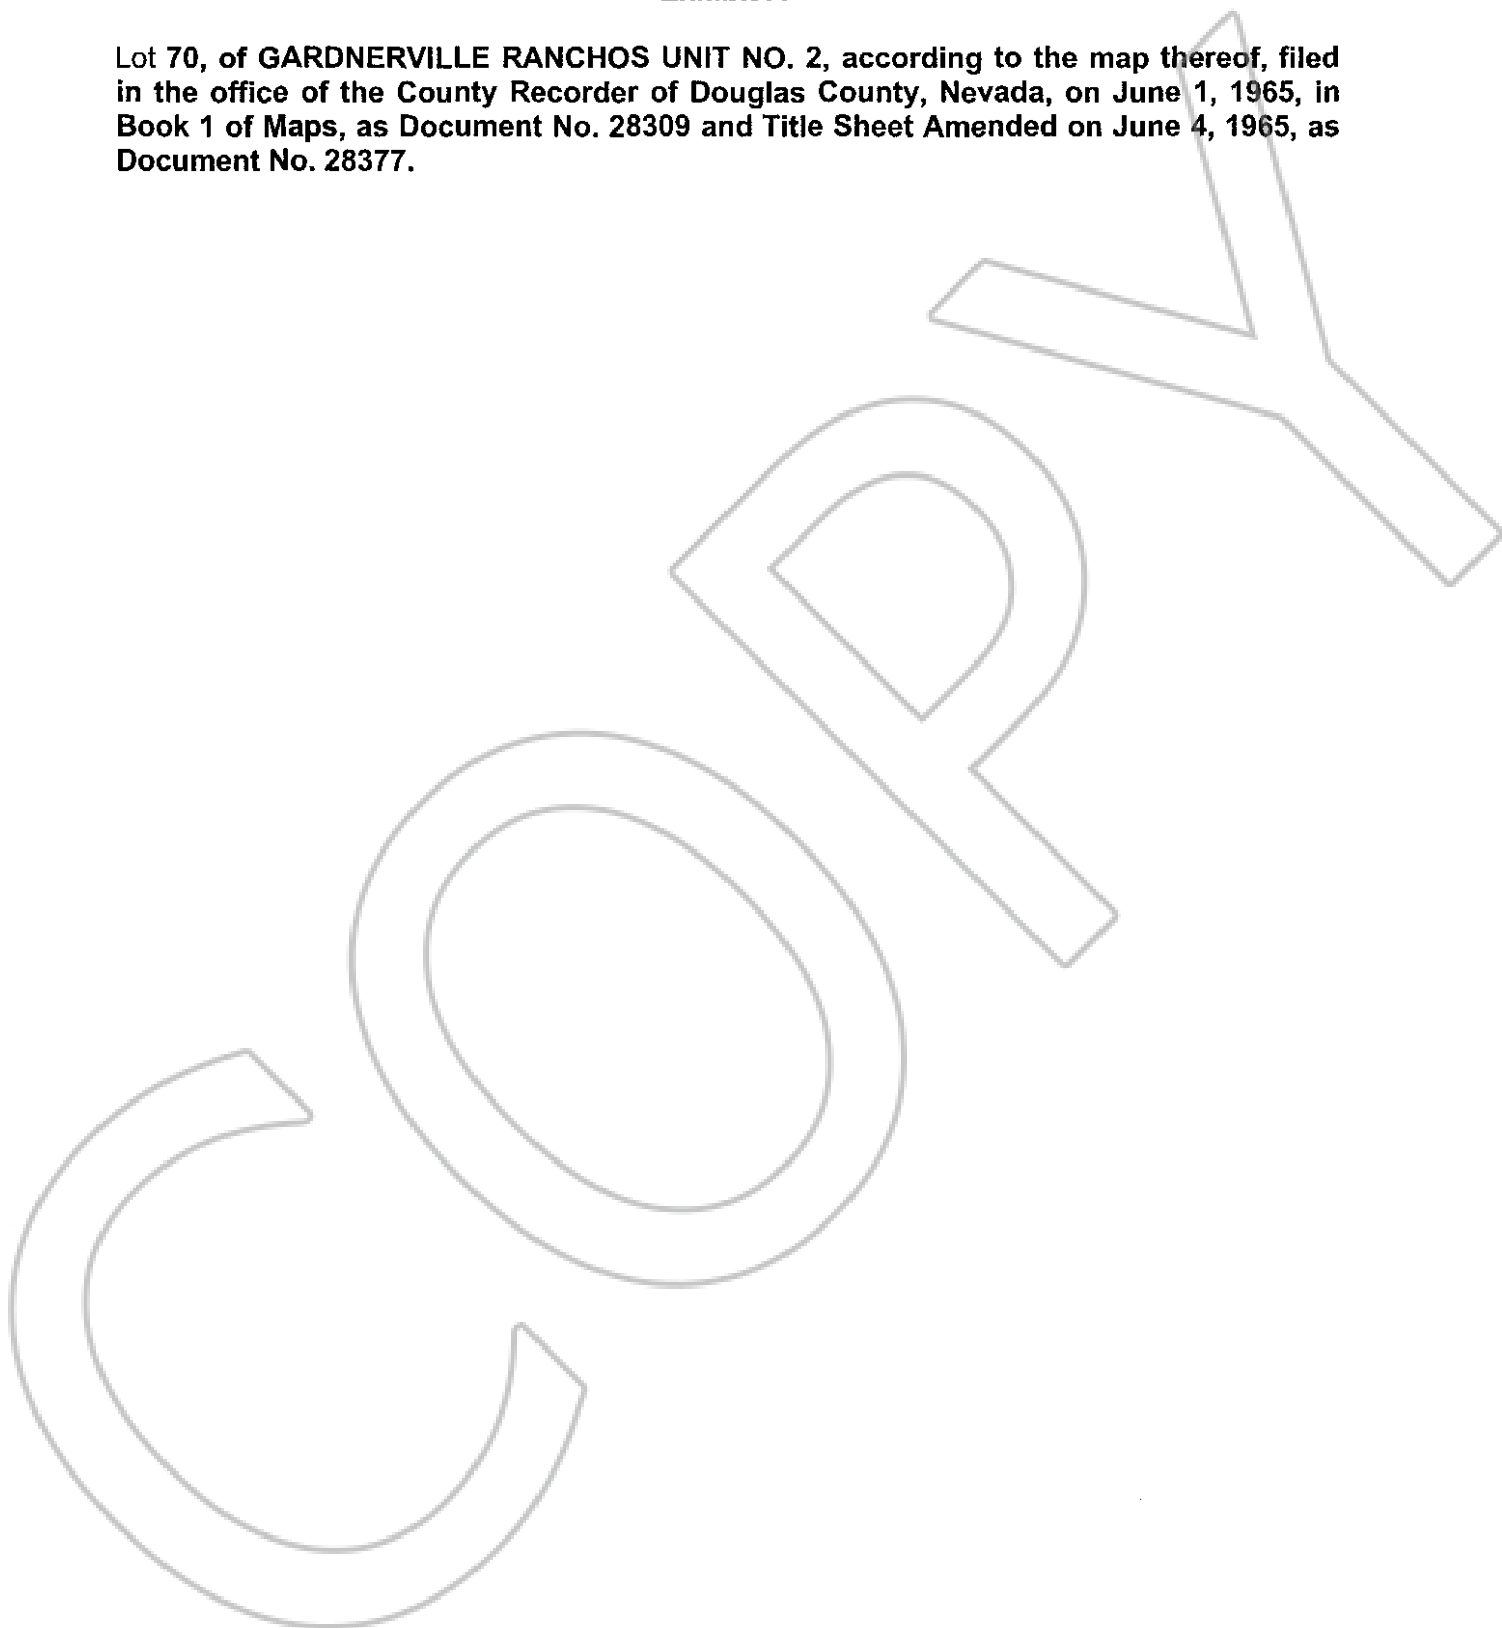 Lot 70, of GARDNERVILLE RANCHOS UNIT NO. 2, according to the map thereof, filed
in the office of the County Recorder of Douglas County, Nevada, on June 1, 1965, in
Book 1 of Maps, as Document No. 28309 and Title Sheet Amended on June 4, 1965, as
Document No. 28377.
COPY